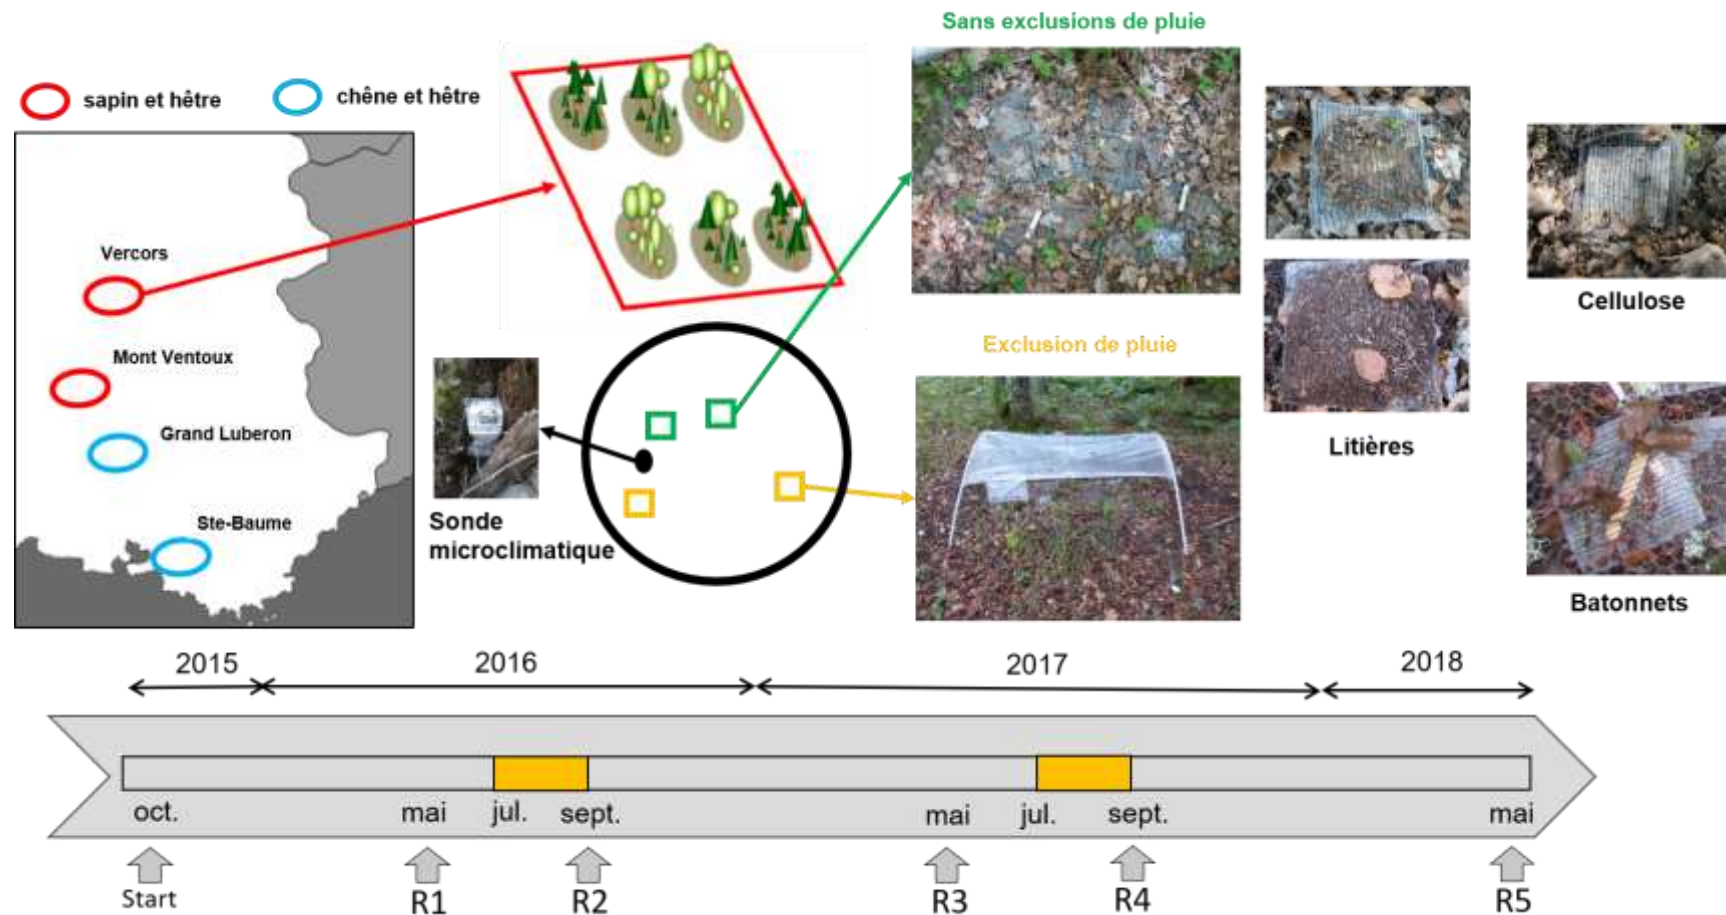 Sans exclusions de pluie
sapin et hêtre
chêne et hêtre
Vercors
Mont Ventoux
Grand Luberon
Ste-Baume
Sonde
microclimatique
Exclusion de pluie
Cellulose
Litières
Batonnets
2015
2016
2017
2018
oct.
mai
jul.
sept.
mai
jul.
sept.
mai
Start
R1
R2
R3
R4
R5